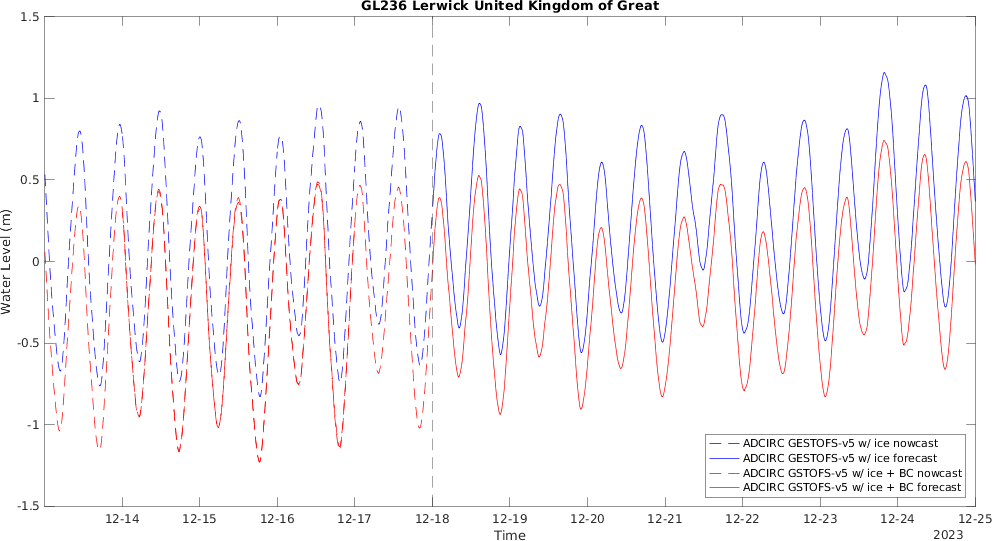 GL236 Lerwick United Kingdom of Great
1.5
1
0.5
0
-0.5
-1
-1.5
Water Level (m)
ADCIRC GESTOFS-v5 w/ ice nowcast
ADCIRC GESTOFS-v5 w/ ice forecast
ADCIRC GSTOFS-v5 w/ ice + BC nowcast
ADCIRC GSTOFS-v5 w/ ice + BC forecast
12-14 12-15 12-16 12-17 12-18 12-19 12-20 12-21 12-22 12-23 12-24 12-25
Time
2023